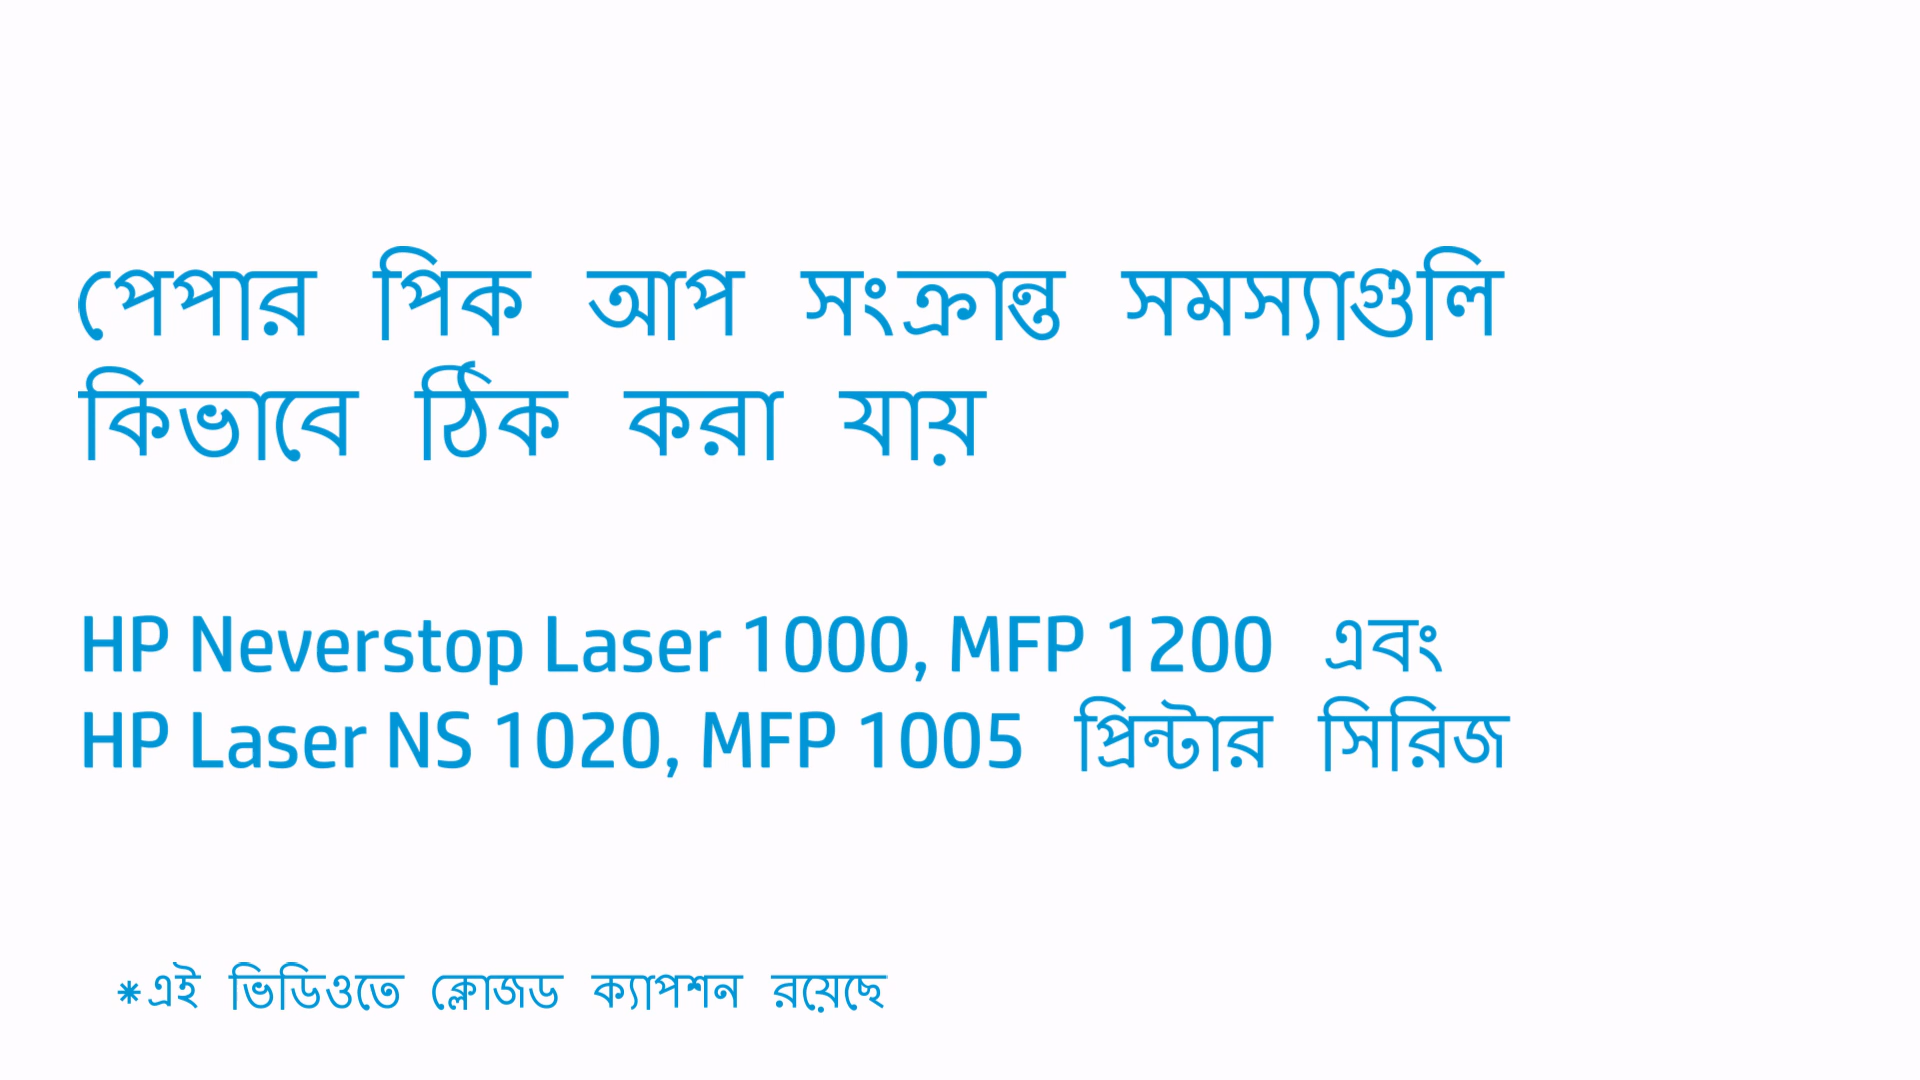 পেপার পিক আপ সংক্রান্ত সমস্যাগুলি
কিভাবে ঠিক করা যায়
HP Neverstop Laser 1000, MFP 1200 এবং
HP Laser NS 1020, MFP 1005 প্রিন্টার সিরিজ
*এই ভিডিওতে ক্লোজড ক্যাপশন রয়েছে